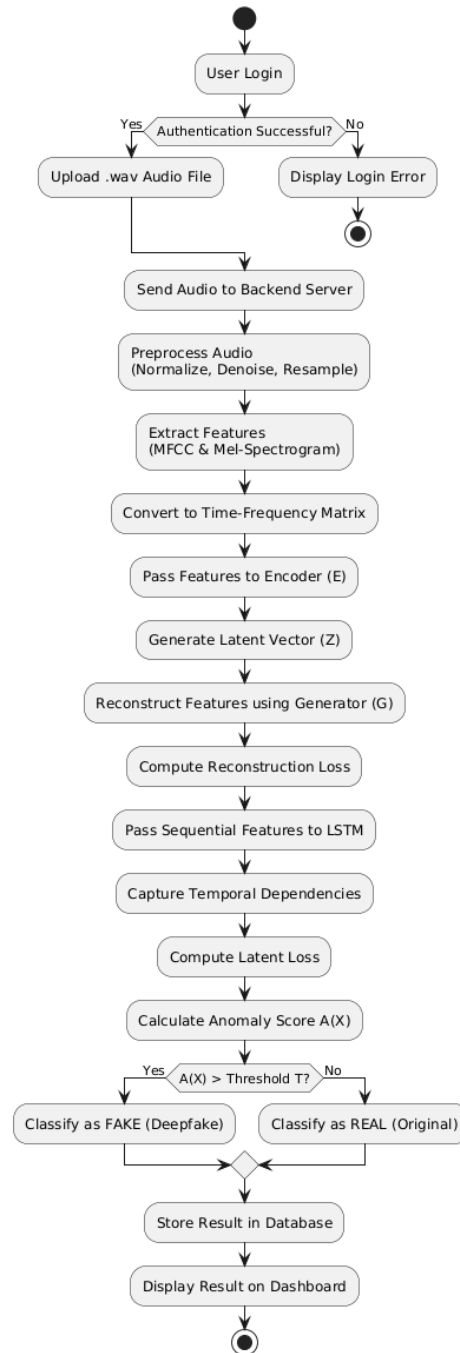 User Login
Yes
Authentication Successful?
No
Upload .wav Audio File
Display Login Error
Send Audio to Backend Server
Preprocess Audio
(Normalize, Denoise, Resample)
Extract Features
(MFCC & Mel-Spectrogram)
Convert to Time-Frequency Matrix
Pass Features to Encoder (E)
Generate Latent Vector (Z)
Reconstruct Features using Generator (G)
Compute Reconstruction Loss
Pass Sequential Features to LSTM
Capture Temporal Dependencies
Compute Latent Loss
Calculate Anomaly Score A(X)
Yes
A(X) > Threshold T?
No
Classify as FAKE (Deepfake)
Classify as REAL (Original)
Store Result in Database
Display Result on Dashboard